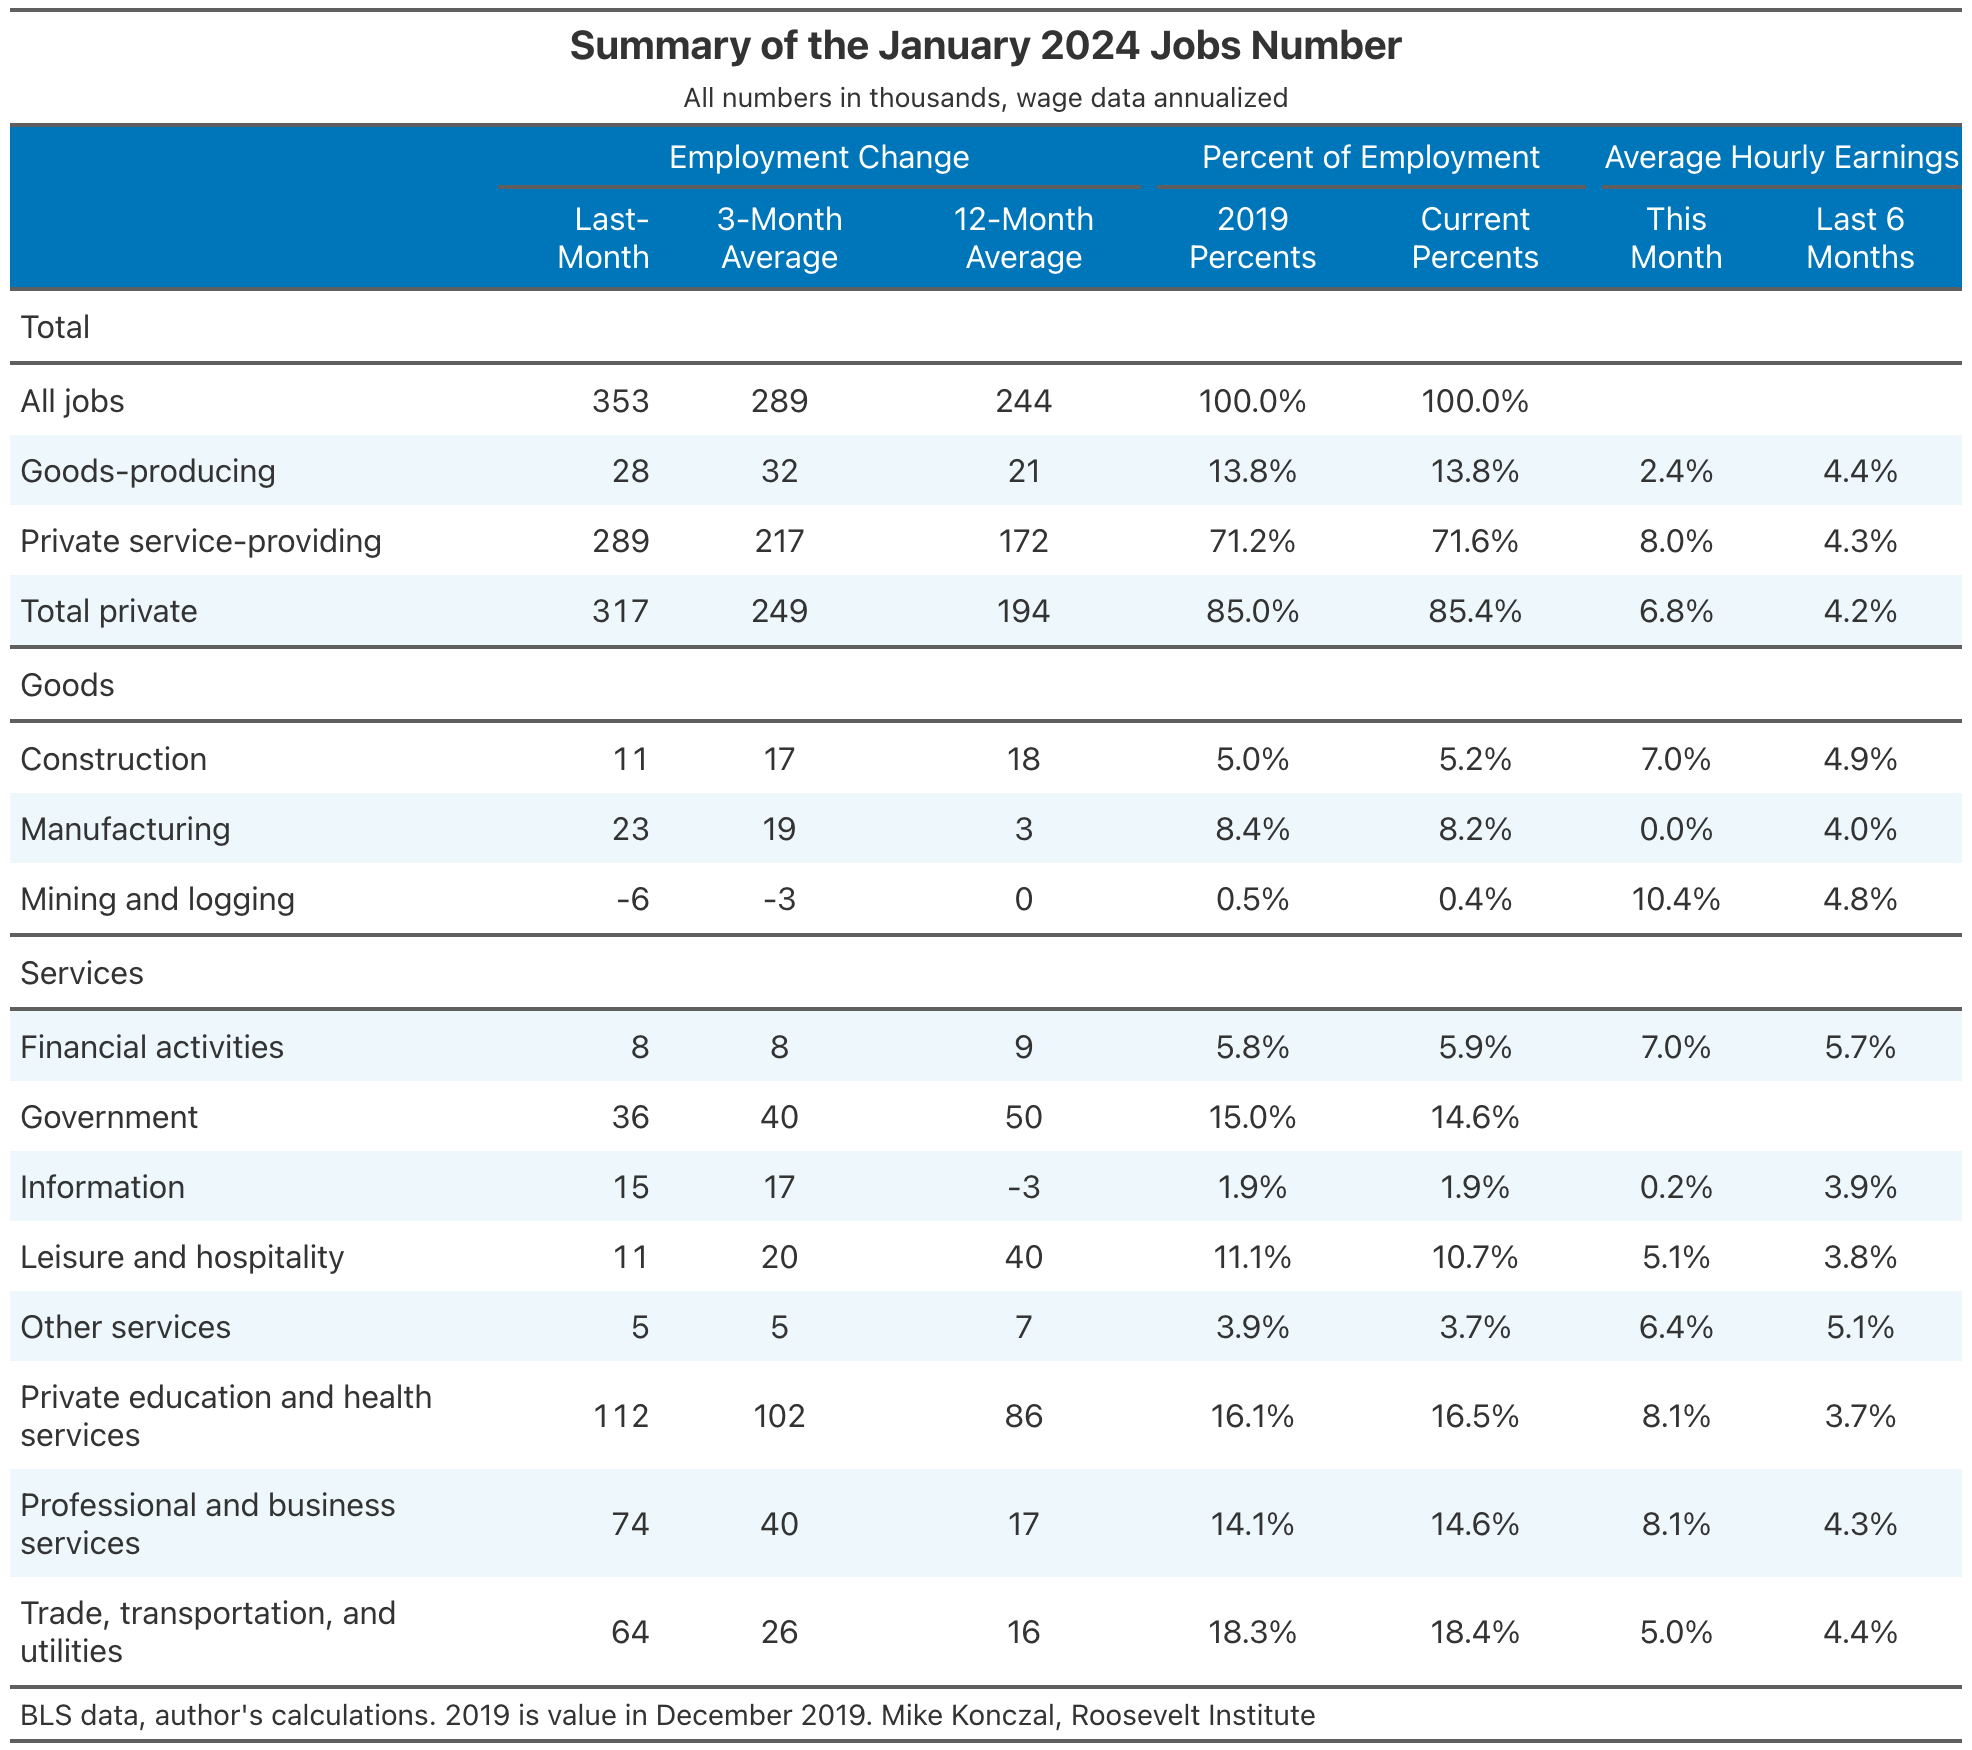 Summary of the January 2024 Jobs Number
All numbers in thousands, wage data annualized
Employment Change Percent of Employment Average Hourly Earnings
Last-Month 3-Month Average 12-Month Average 2019 Percents Current Percents This Month Last 6 Months
Total
All jobs 353 289 244 100.0% 100.0%
Goods-producing 28 32 21 13.8% 13.8% 2.4% 4.4%
Private service-providing 289 217 172 71.2% 71.6% 8.0% 4.3%
Total private 317 249 194 85.0% 85.4% 6.8% 4.2%
Goods
Construction 11 17 18 5.0% 5.2% 7.0% 4.9%
Manufacturing 23 19 3 8.4% 8.2% 0.0% 4.0%
Mining and logging -6 -3 0 0.5% 0.4% 10.4% 4.8%
Services
Financial activities 8 8 9 5.8% 5.9% 7.0% 5.7%
Government 36 40 50 15.0% 14.6%
Information 15 17 -3 1.9% 1.9% 0.2% 3.9%
Leisure and hospitality 11 20 40 11.1% 10.7% 5.1% 3.8%
Other services 5 5 7 3.9% 3.7% 6.4% 5.1%
Private education and health services 112 102 86 16.1% 16.5% 8.1% 3.7%
Professional and business services 74 40 17 14.1% 14.6% 8.1% 4.3%
Trade, transportation, and utilities 64 26 16 18.3% 18.4% 5.0% 4.4%
BLS data, author's calculations. 2019 is value in December 2019. Mike Konczal, Roosevelt Institute